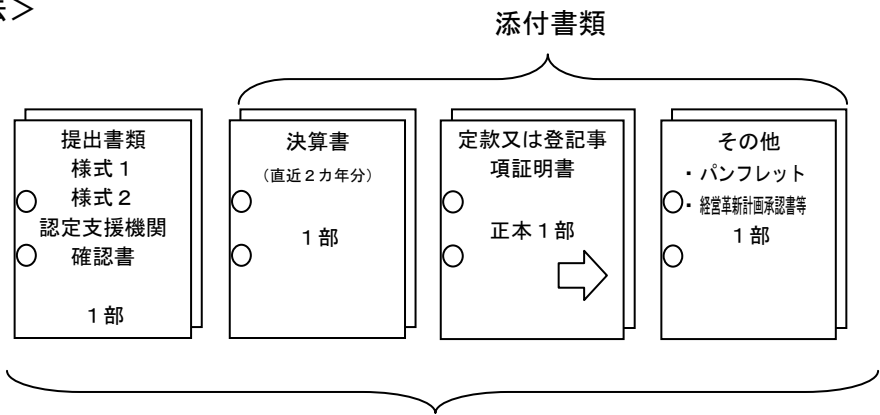 法＞
添付書類
提出書類
様式１
様式２
認定支援機関
確認書
１部
決算書
（直近２カ年分）
１部
定款又は登記事
項証明書
正本１部
その他
・パンフレット
・経営革新計画承認書等
１部